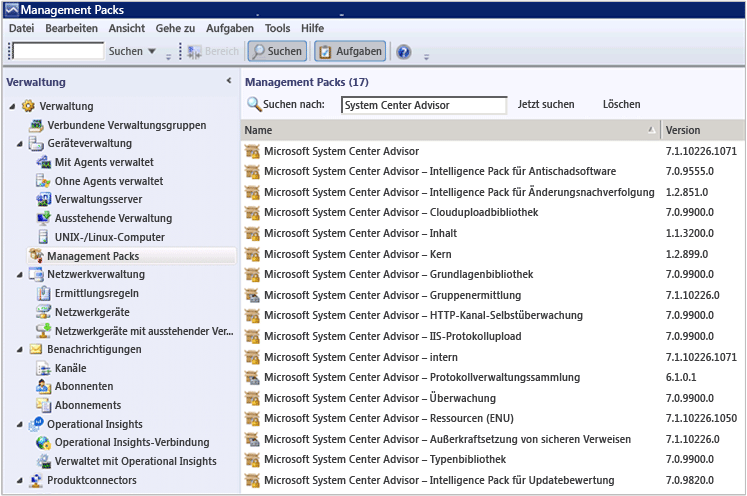 Management Packs
Datei Bearbeiten Ansicht Gehe zu Aufgaben Tools Hilfe
Suchen Bereich Suchen Aufgaben
Verwaltung
Verwaltung
Verbundene Verwaltungsgruppen
Geräteverwaltung
Mit Agents verwaltet
Ohne Agents verwaltet
Verwaltungsserver
Ausstehende Verwaltung
UNIX-/Linux-Computer
Management Packs
Netzwerkverwaltung
Ermittlungsregeln
Netzwerkgeräte
Netzwerkgeräte mit ausstehender Ver...
Benachrichtigungen
Kanäle
Abonnenten
Abonnements
Operational Insights
Operational Insights-Verbindung
Verwaltet mit Operational Insights
Produktconnectors
Management Packs (17)
Suchen nach: System Center Advisor Jetzt suchen Löschen
Name Version
Microsoft System Center Advisor 7.1.10226.1071
Microsoft System Center Advisor – Intelligence Pack für Antischadsoftware 7.0.9555.0
Microsoft System Center Advisor – Intelligence Pack für Änderungsnachverfolgung 1.2.851.0
Microsoft System Center Advisor – Clouduploadbibliothek 7.0.9900.0
Microsoft System Center Advisor – Inhalt 1.1.3200.0
Microsoft System Center Advisor – Kern 1.2.899.0
Microsoft System Center Advisor – Grundlagenbibliothek 7.0.9900.0
Microsoft System Center Advisor – Gruppenermittlung 7.1.10226.0
Microsoft System Center Advisor – HTTP-Kanal-Selbstüberwachung 7.0.9900.0
Microsoft System Center Advisor – IIS-Protokollupload 7.0.9900.0
Microsoft System Center Advisor – intern 7.1.10226.1071
Microsoft System Center Advisor – Protokollverwaltungssammlung 6.1.0.1
Microsoft System Center Advisor – Überwachung 7.0.9900.0
Microsoft System Center Advisor – Ressourcen (ENU) 7.1.10226.1050
Microsoft System Center Advisor – Außerkraftsetzung von sicheren Verweisen 7.1.10226.0
Microsoft System Center Advisor – Typenbibliothek 7.0.9900.0
Microsoft System Center Advisor – Intelligence Pack für Updatebewertung 7.0.9820.0